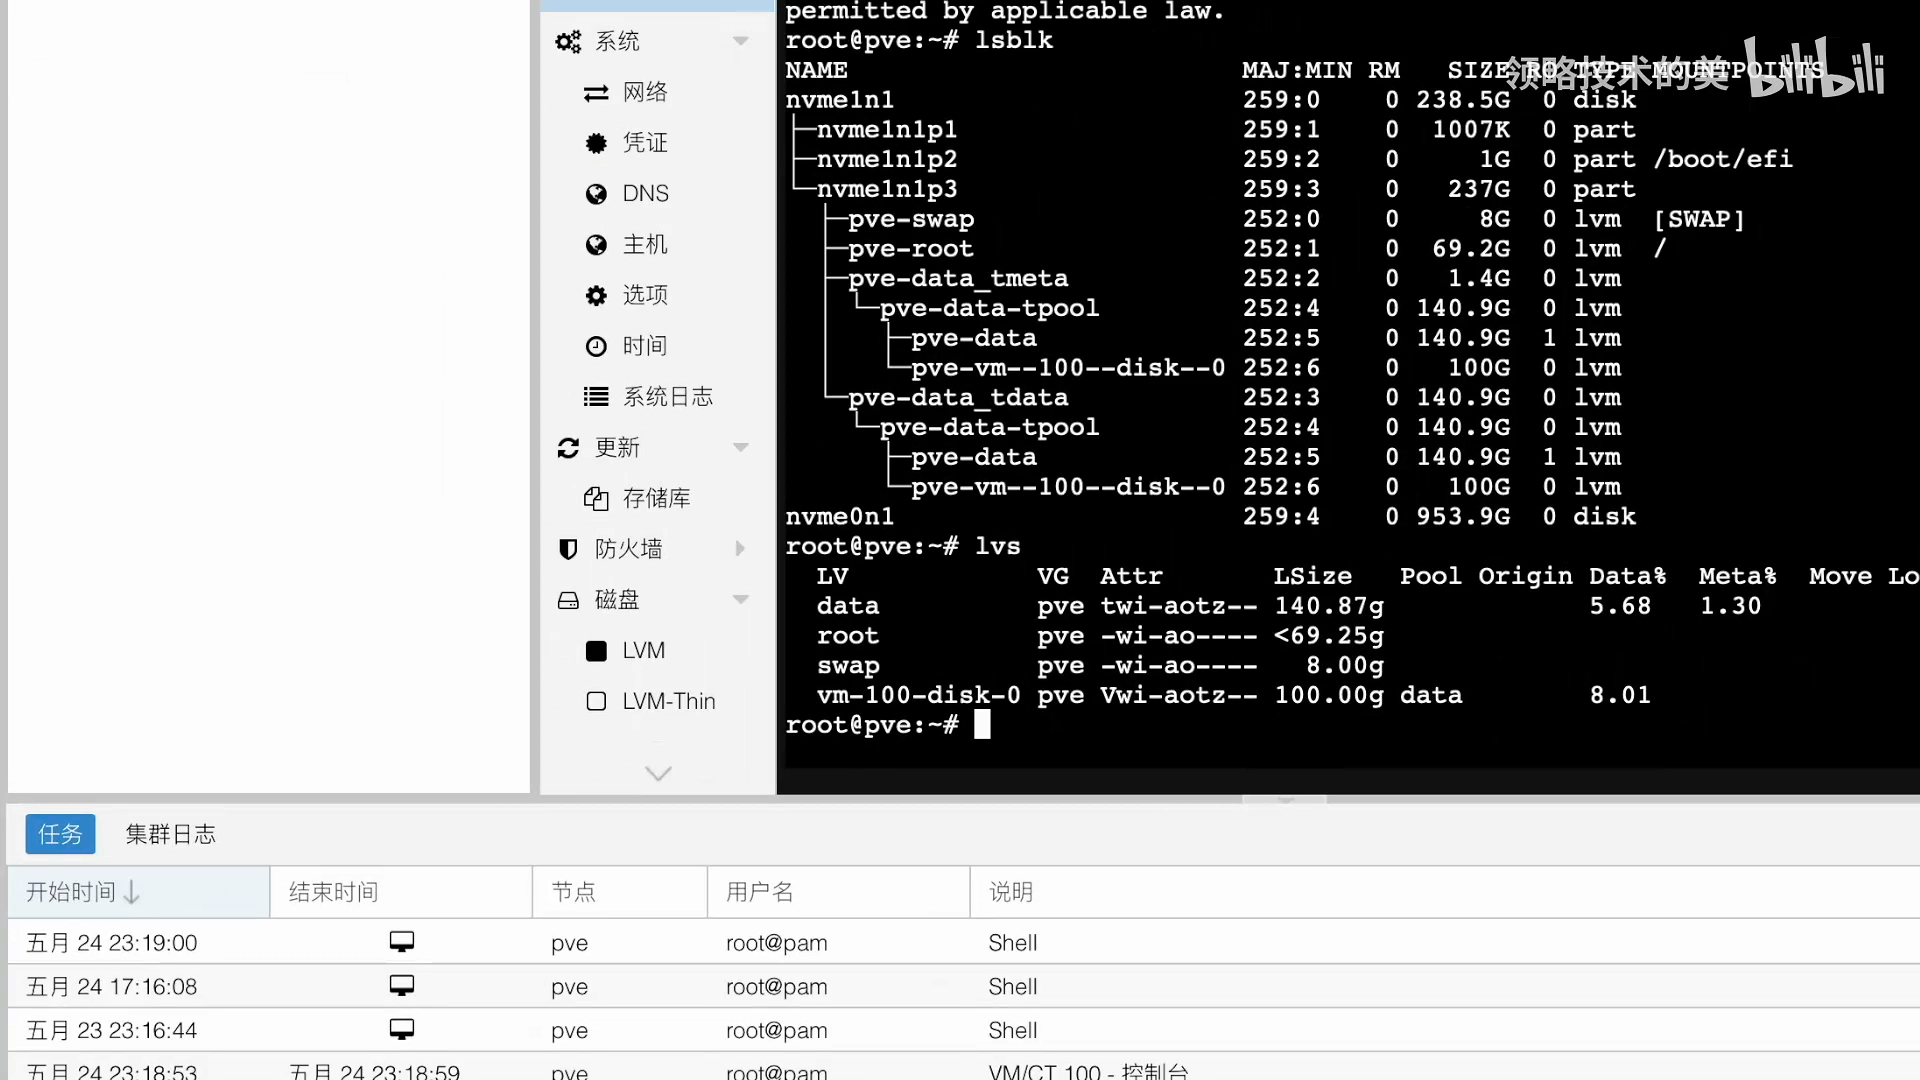 系统
网络
凭证
DNS
主机
选项
时间
系统日志
更新
存储库
防火墙
磁盘
LVM
LVM-Thin
permitted by applicable law.
root@pve:~# lsblk
NAME MAJ:MIN RM SIZE RO TYPE MOUNTPOINTS
领略技术的美 bilibili
nvme1n1 259:0 0 238.5G 0 disk
├─nvme1n1p1 259:1 0 1007K 0 part
├─nvme1n1p2 259:2 0 1G 0 part /boot/efi
└─nvme1n1p3 259:3 0 237G 0 part
├─pve-swap 252:0 0 8G 0 lvm [SWAP]
├─pve-root 252:1 0 69.2G 0 lvm /
├─pve-data_tmeta 252:2 0 1.4G 0 lvm
│ └─pve-data-tpool 252:4 0 140.9G 0 lvm
│ ├─pve-data 252:5 0 140.9G 1 lvm
│ └─pve-vm--100--disk--0 252:6 0 100G 0 lvm
└─pve-data_tdata 252:3 0 140.9G 0 lvm
└─pve-data-tpool 252:4 0 140.9G 0 lvm
├─pve-data 252:5 0 140.9G 1 lvm
└─pve-vm--100--disk--0 252:6 0 100G 0 lvm
nvme0n1 259:4 0 953.9G 0 disk
root@pve:~# lvs
LV VG Attr LSize Pool Origin Data% Meta% Move Lo
data pve twi-aotz-- 140.87g 5.68 1.30
root pve -wi-ao---- <69.25g
swap pve -wi-ao---- 8.00g
vm-100-disk-0 pve Vwi-aotz-- 100.00g data 8.01
root@pve:~#
任务 集群日志
开始时间 结束时间 节点 用户名 说明
五月 24 23:19:00 pve root@pam Shell
五月 24 17:16:08 pve root@pam Shell
五月 23 23:16:44 pve root@pam Shell
五月 24 23:18:53 五月 24 23:18:59 pve root@pam VM/CT 100 - 控制台